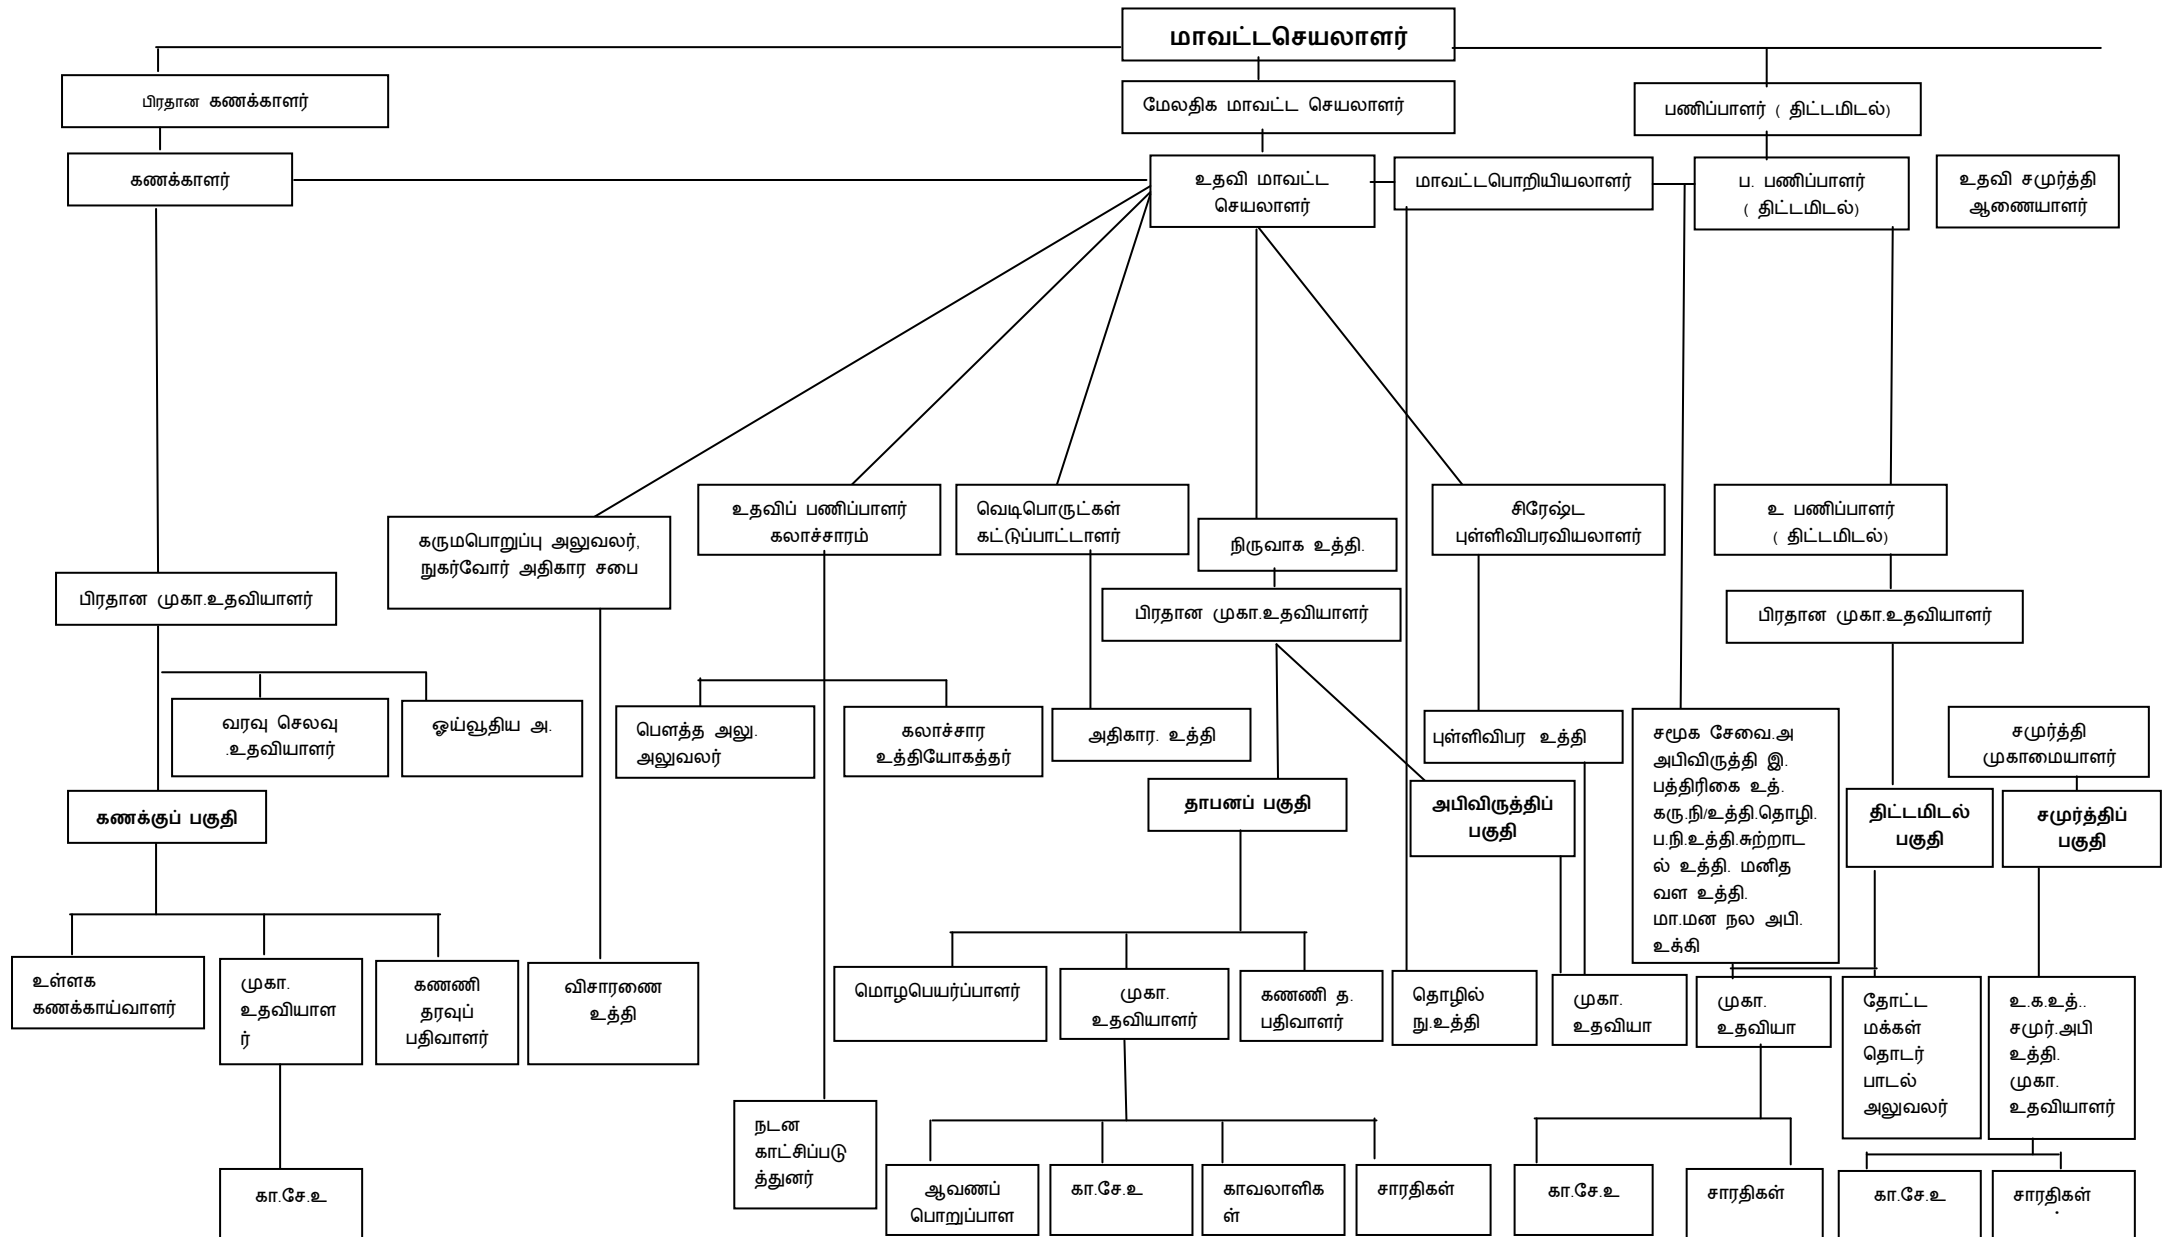 மாவட்டசெயலாளர்
பிரதான கணக்காளர்
மேலதிக மாவட்ட செயலாளர்
பணிப்பாளர் ( திட்டமிடல்)
கணக்காளர்
உதவி மாவட்ட
செயலாளர்
மாவட்டபொறியியலாளர்
ப. பணிப்பாளர்
( திட்டமிடல்)
உதவி சமுர்த்தி
ஆணையாளர்
கருமபொறுப்பு அலுவலர்,
நுகர்வோர் அதிகார சபை
உதவிப் பணிப்பாளர்
கலாச்சாரம்
வெடிபொருட்கள்
கட்டுப்பாட்டாளர்
நிருவாக உத்தி.
சிரேஷ்ட
புள்ளிவிபரவியலாளர்
உ பணிப்பாளர்
( திட்டமிடல்)
பிரதான முகா.உதவியாளர்
பிரதான முகா.உதவியாளர்
பிரதான முகா.உதவியாளர்
வரவு செலவு
.உதவியாளர்
ஓய்வூதிய அ.
பௌத்த அலு.
அலுவலர்
கலாச்சார
உத்தியோகத்தர்
அதிகார. உத்தி
புள்ளிவிபர உத்தி
சமூக சேவை.அ
அபிவிருத்தி இ.
பத்திரிகை உத்.
கரு.நி/உத்தி.தொழி.
ப.நி.உத்தி.சுற்றாட
ல் உத்தி. மனித
வள உத்தி.
மா.மன நல அபி.
உத்கி
சமுர்த்தி
முகாமையாளர்
கணக்குப் பகுதி
தாபனப் பகுதி
அபிவிருத்திப்
பகுதி
திட்டமிடல்
பகுதி
சமுர்த்திப்
பகுதி
உள்ளக
கணக்காய்வாளர்
முகா.
உதவியாள
ர்
கணணி
தரவுப்
பதிவாளர்
விசாரணை
உத்தி
மொழபெயர்ப்பாளர்
முகா.
உதவியாளர்
கணணி த.
பதிவாளர்
தொழில்
நு.உத்தி
முகா.
உதவியா
முகா.
உதவியா
தோட்ட
மக்கள்
தொடர்
பாடல்
அலுவலர்
உ.க.உத்..
சமுர்.அபி
உத்தி.
முகா.
உதவியாளர்
நடன
காட்சிப்படு
த்துனர்
கா.சே.உ
ஆவணப்
பொறுப்பாள
கா.சே.உ
காவலாளிக
ள்
சாரதிகள்
கா.சே.உ
சாரதிகள்
கா.சே.உ
சாரதிகள்